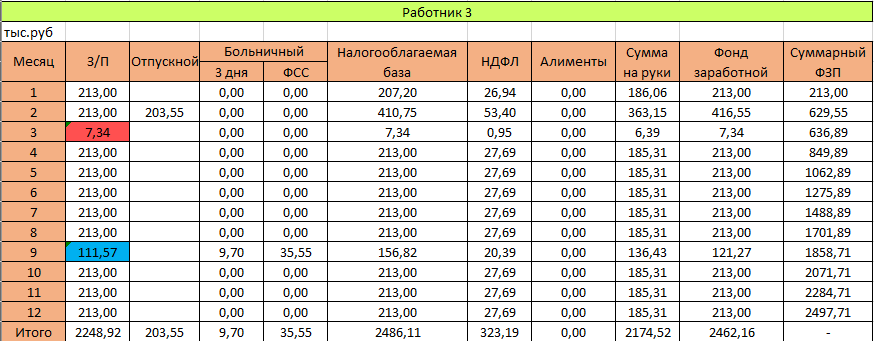 Работник 3
тыс.руб
Месяц З/П Отпускной Больничный 3 дня ФСС Налогооблагаемая база НДФЛ Алименты Сумма на руки Фонд заработной Суммарный ФЗП
1 213,00 0,00 0,00 207,20 26,94 0,00 186,06 213,00 213,00
2 213,00 203,55 0,00 0,00 410,75 53,40 0,00 363,15 416,55 629,55
3 7,34 0,00 0,00 7,34 0,95 0,00 6,39 7,34 636,89
4 213,00 0,00 0,00 213,00 27,69 0,00 185,31 213,00 849,89
5 213,00 0,00 0,00 213,00 27,69 0,00 185,31 213,00 1062,89
6 213,00 0,00 0,00 213,00 27,69 0,00 185,31 213,00 1275,89
7 213,00 0,00 0,00 213,00 27,69 0,00 185,31 213,00 1488,89
8 213,00 0,00 0,00 213,00 27,69 0,00 185,31 213,00 1701,89
9 111,57 9,70 35,55 156,82 20,39 0,00 136,43 121,27 1858,71
10 213,00 0,00 0,00 213,00 27,69 0,00 185,31 213,00 2071,71
11 213,00 0,00 0,00 213,00 27,69 0,00 185,31 213,00 2284,71
12 213,00 0,00 0,00 213,00 27,69 0,00 185,31 213,00 2497,71
Итого 2248,92 203,55 9,70 35,55 2486,11 323,19 0,00 2174,52 2462,16 -